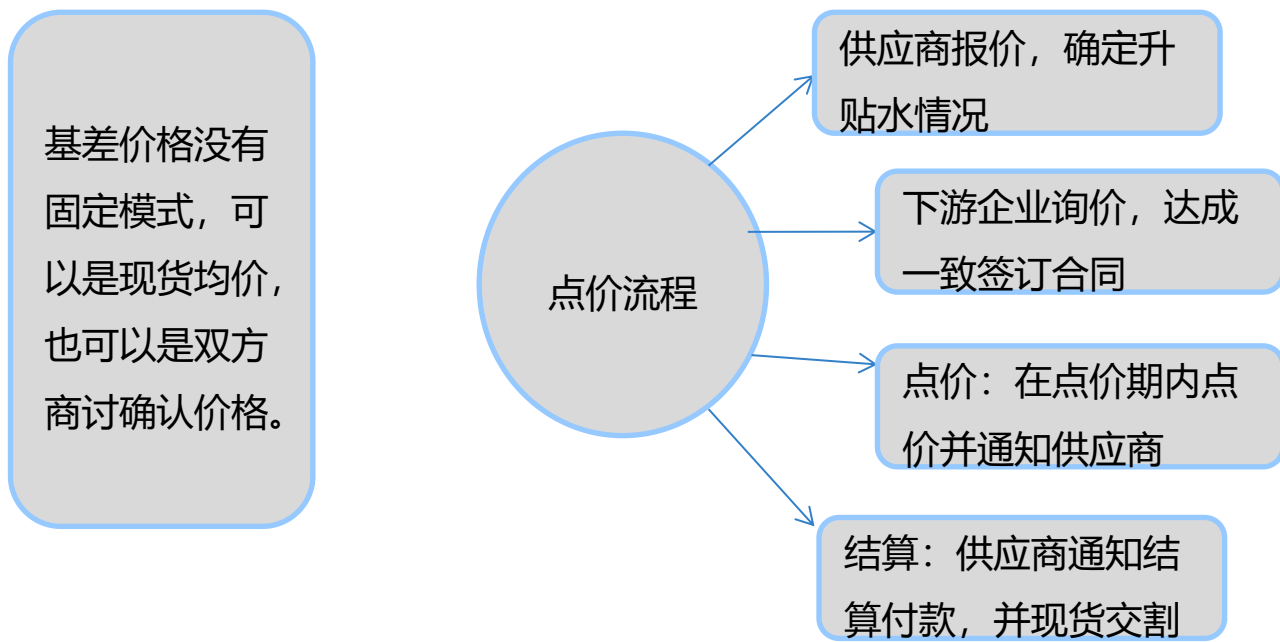 基差价格没有
固定模式，可
以是现货均价，
也可以是双方
商讨确认价格。
点价流程
供应商报价，确定升
贴水情况
下游企业询价，达成
一致签订合同
点价：在点价期内点
价并通知供应商
结算：供应商通知结
算付款，并现货交割